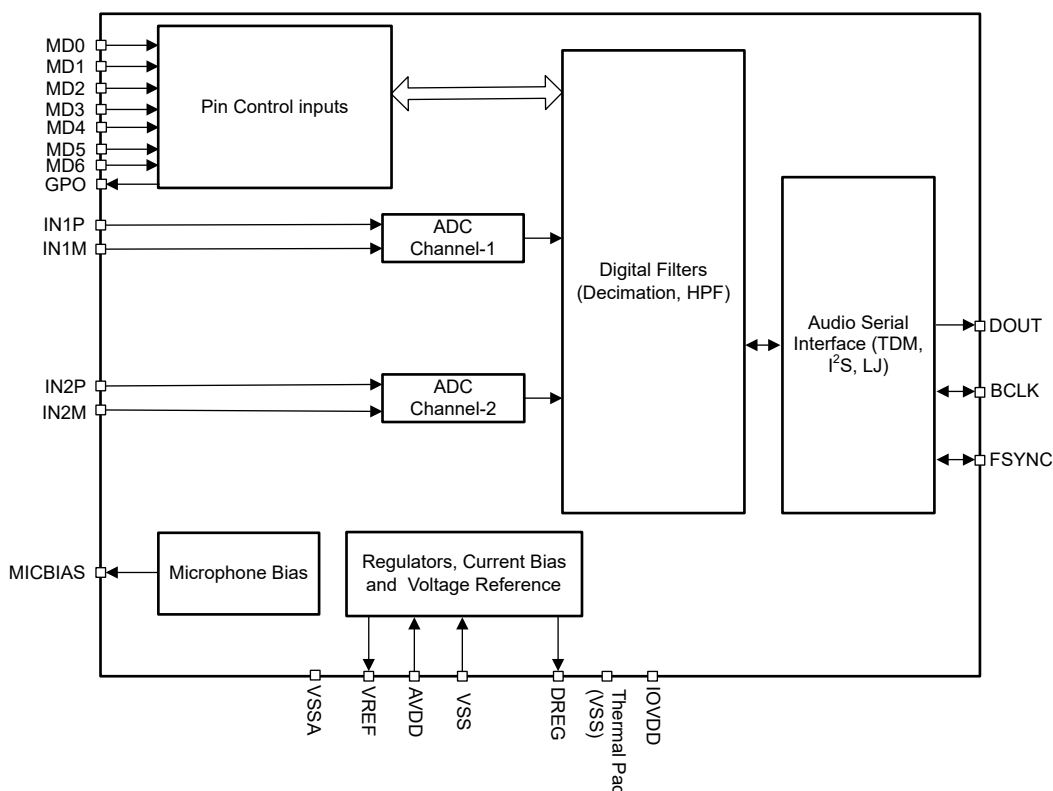 MD0
MD1
MD2
MD3
MD4
MD5
MD6
GPO
Pin Control inputs
IN1P
IN1M
ADC
Channel-1
Digital Filters
(Decimation, HPF)
Audio Serial
Interface (TDM,
I²S, LJ)
DOUT
BCLK
FSYNC
IN2P
IN2M
ADC
Channel-2
MICBIAS
Microphone Bias
Regulators, Current Bias
and Voltage Reference
VSSA
VREF
AVDD
VSS
DREG
Thermal Pad
(VSS)
IOVDD